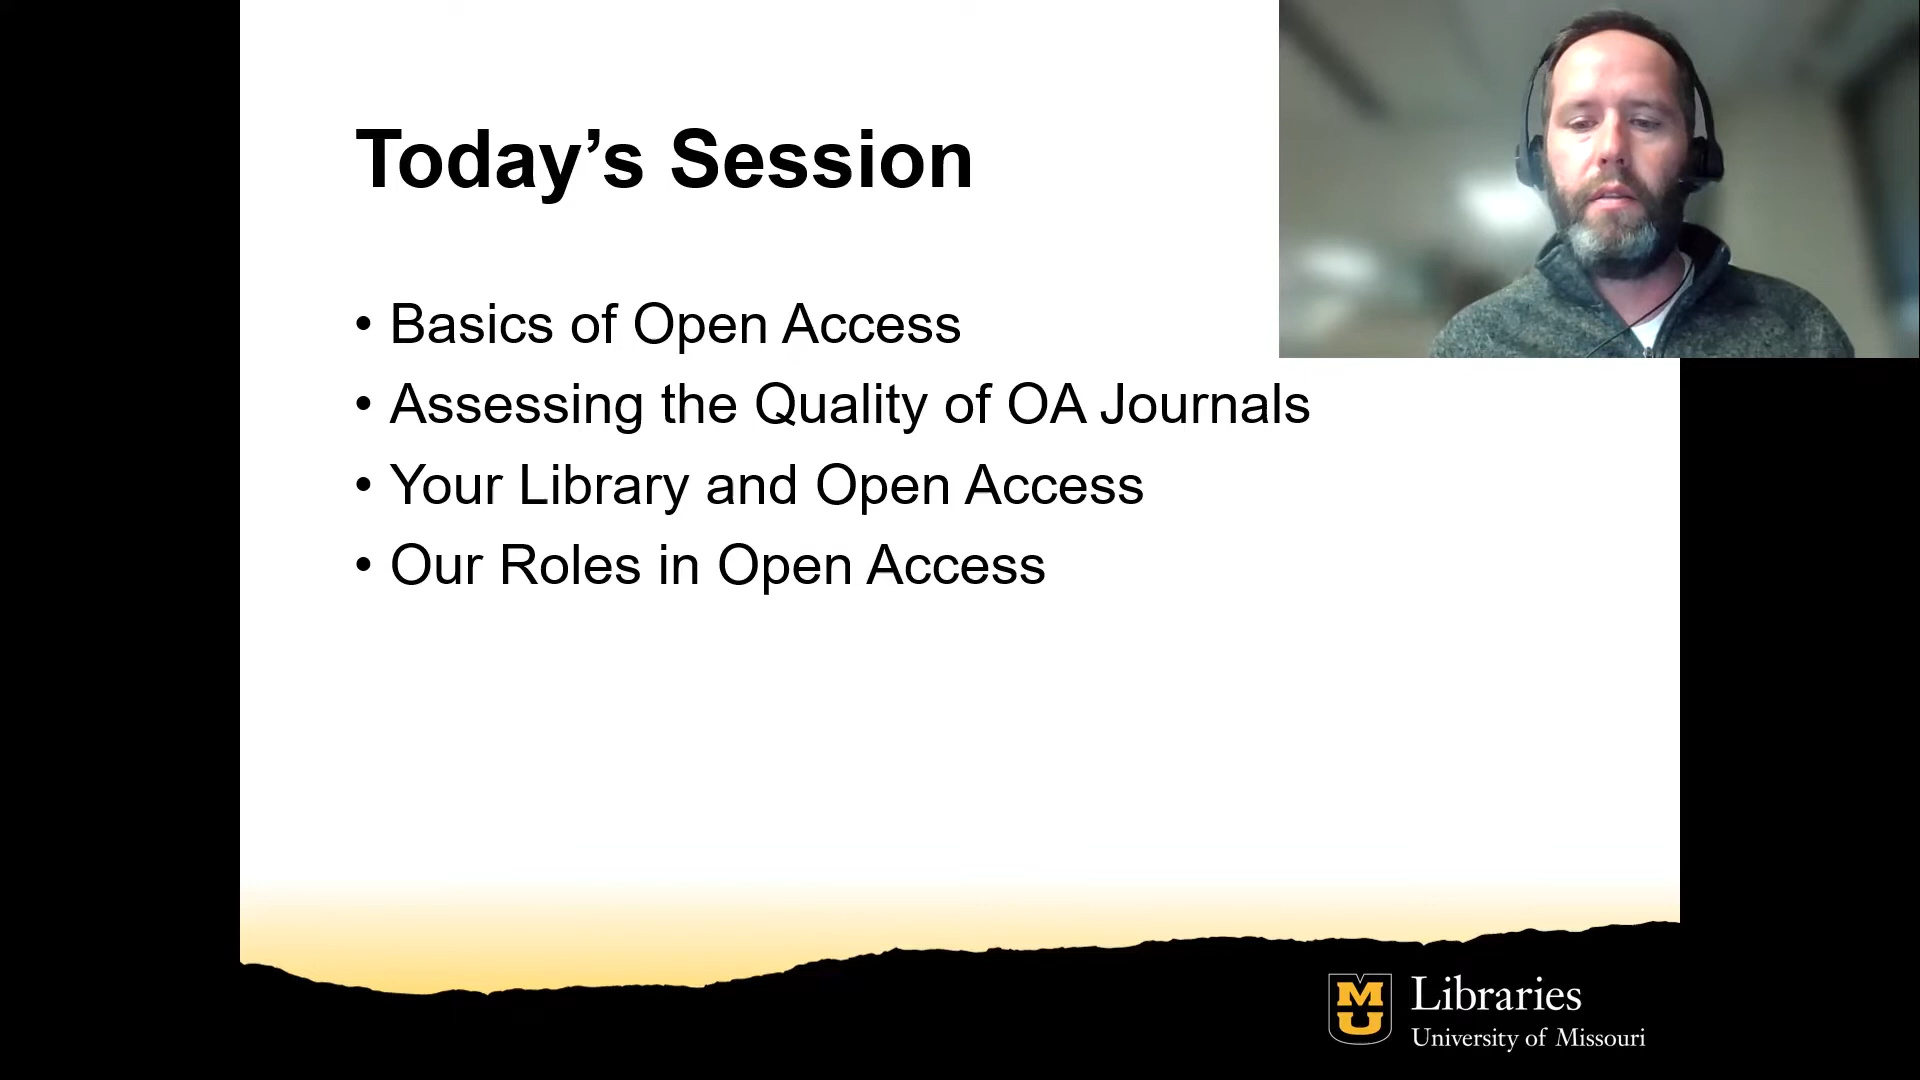 Today’s Session
• Basics of Open Access
• Assessing the Quality of OA Journals
• Your Library and Open Access
• Our Roles in Open Access
MU
Libraries
University of Missouri